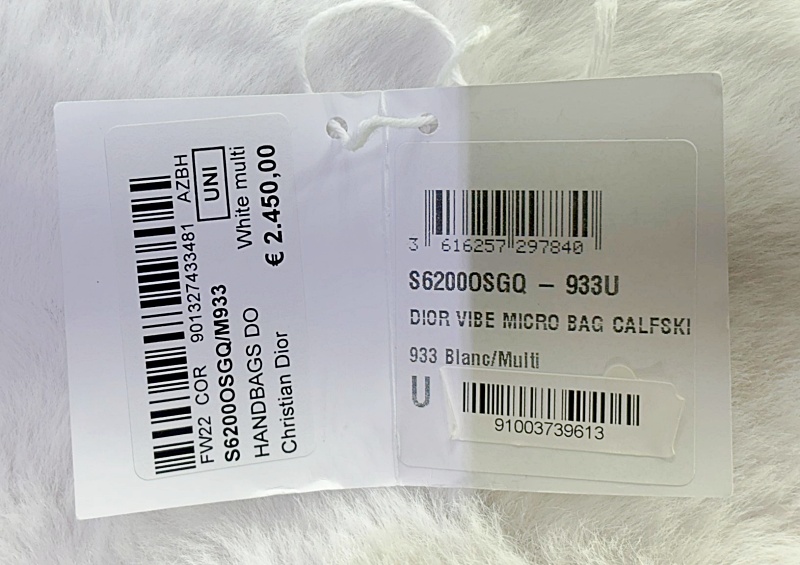 AZBH
UNI
White multi
€ 2.450,00
FW22 COR 901327433481
S6200OSGQ/M933
HANDBAGS DO
Christian Dior
3 616257 297840
S6200OSGQ – 933U
DIOR VIBE MICRO BAG CALFSKI
933 Blanc/Multi
U
91003739613